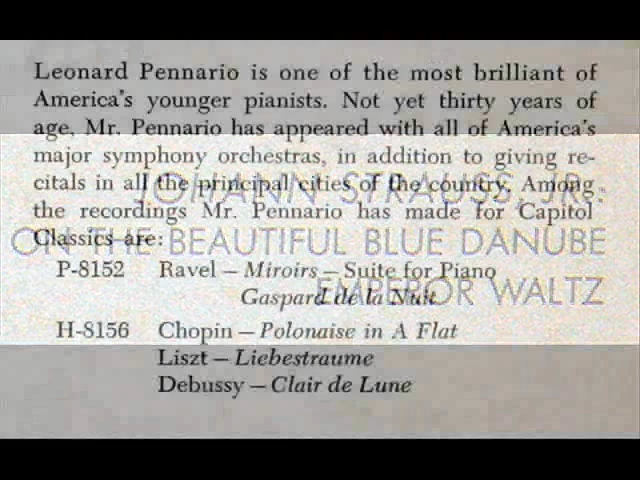 Leonard Pennario is one of the most brilliant of
America's younger pianists. Not yet thirty years of
age, Mr. Pennario has appeared with all of America's
major symphony orchestras, in addition to giving re-
citals in all the principal cities of the country. Among
the recordings Mr. Pennario has made for Capitol
Classics are:
P-8152 Ravel – Miroirs – Suite for Piano
Gaspard de la Nuit
H-8156 Chopin – Polonaise in A Flat
Liszt – Liebestraume
Debussy – Clair de Lune
JOHANN STRAUSS, JR.:
ON THE BEAUTIFUL BLUE DANUBE
EMPEROR WALTZ